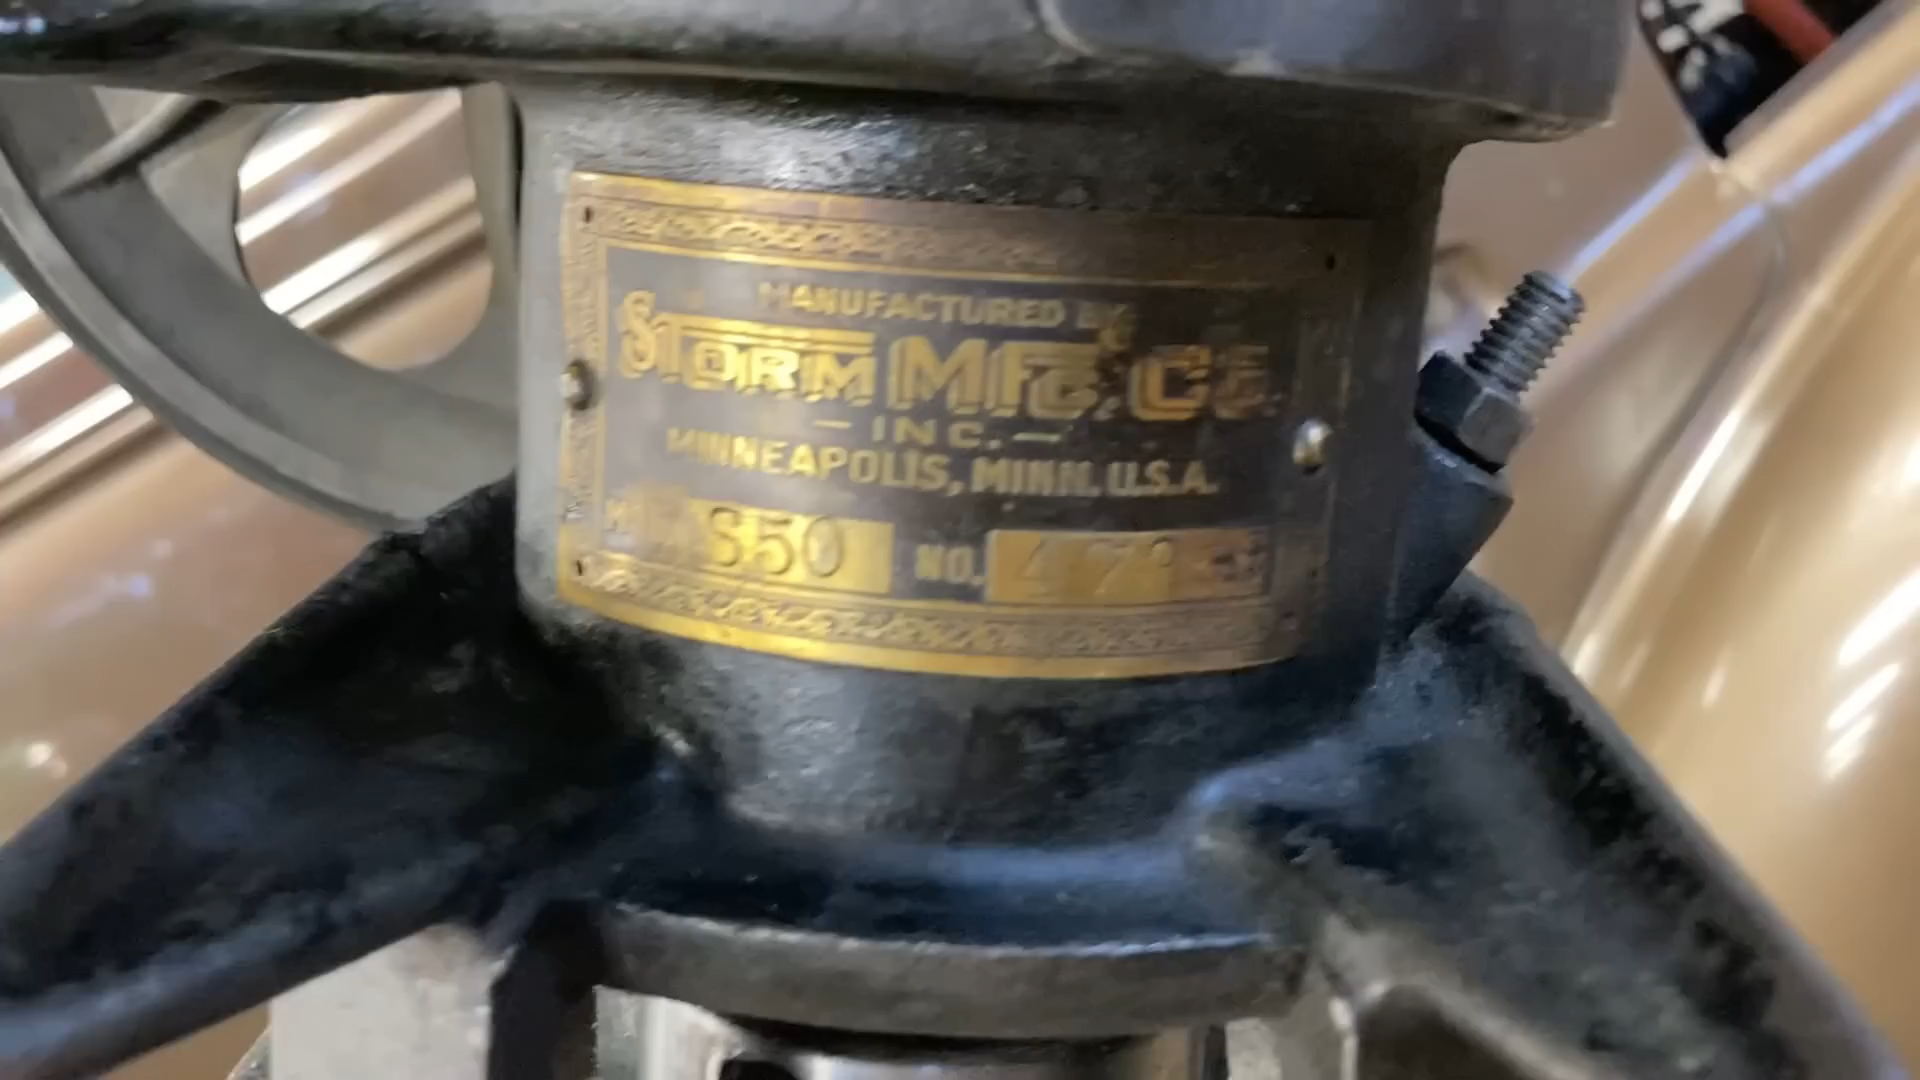 MANUFACTURED BY
STORM MFG. CO.
— INC. —
MINNEAPOLIS, MINN. U.S.A.
S50 NO.